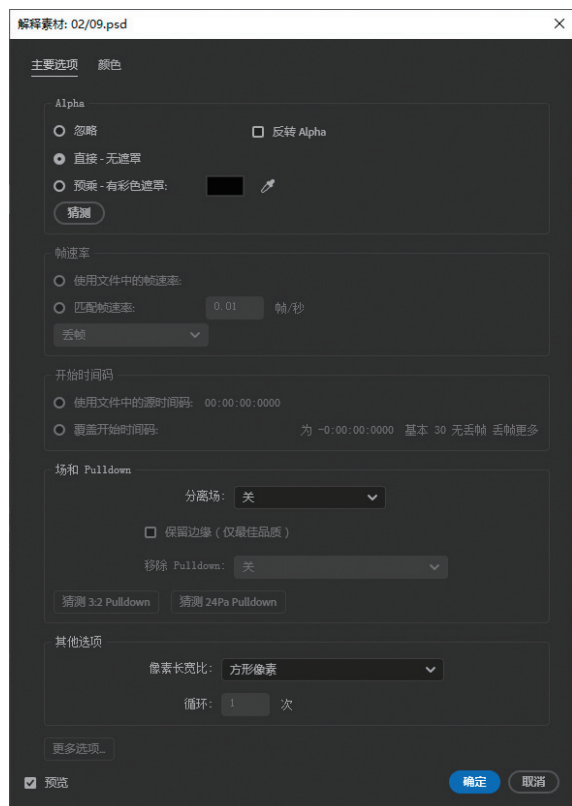 解释素材: 02/09.psd
主要选项 颜色
Alpha
忽略 反转 Alpha
直接 - 无遮罩
预乘 - 有彩色遮罩:
猜测
帧速率
使用文件中的帧速率:
匹配帧速率: 0.01 帧/秒
丢帧
开始时间码
使用文件中的源时间码: 00:00:00:0000
覆盖开始时间码: 为 -0:00:00:0000 基本 30 无丢帧 丢帧更多
场和 Pulldown
分离场: 关
保留边缘 ( 仅最佳品质 )
移除 Pulldown: 关
猜测 3:2 Pulldown 猜测 24Pa Pulldown
其他选项
像素长宽比: 方形像素
循环: 1 次
更多选项...
预览 确定 取消